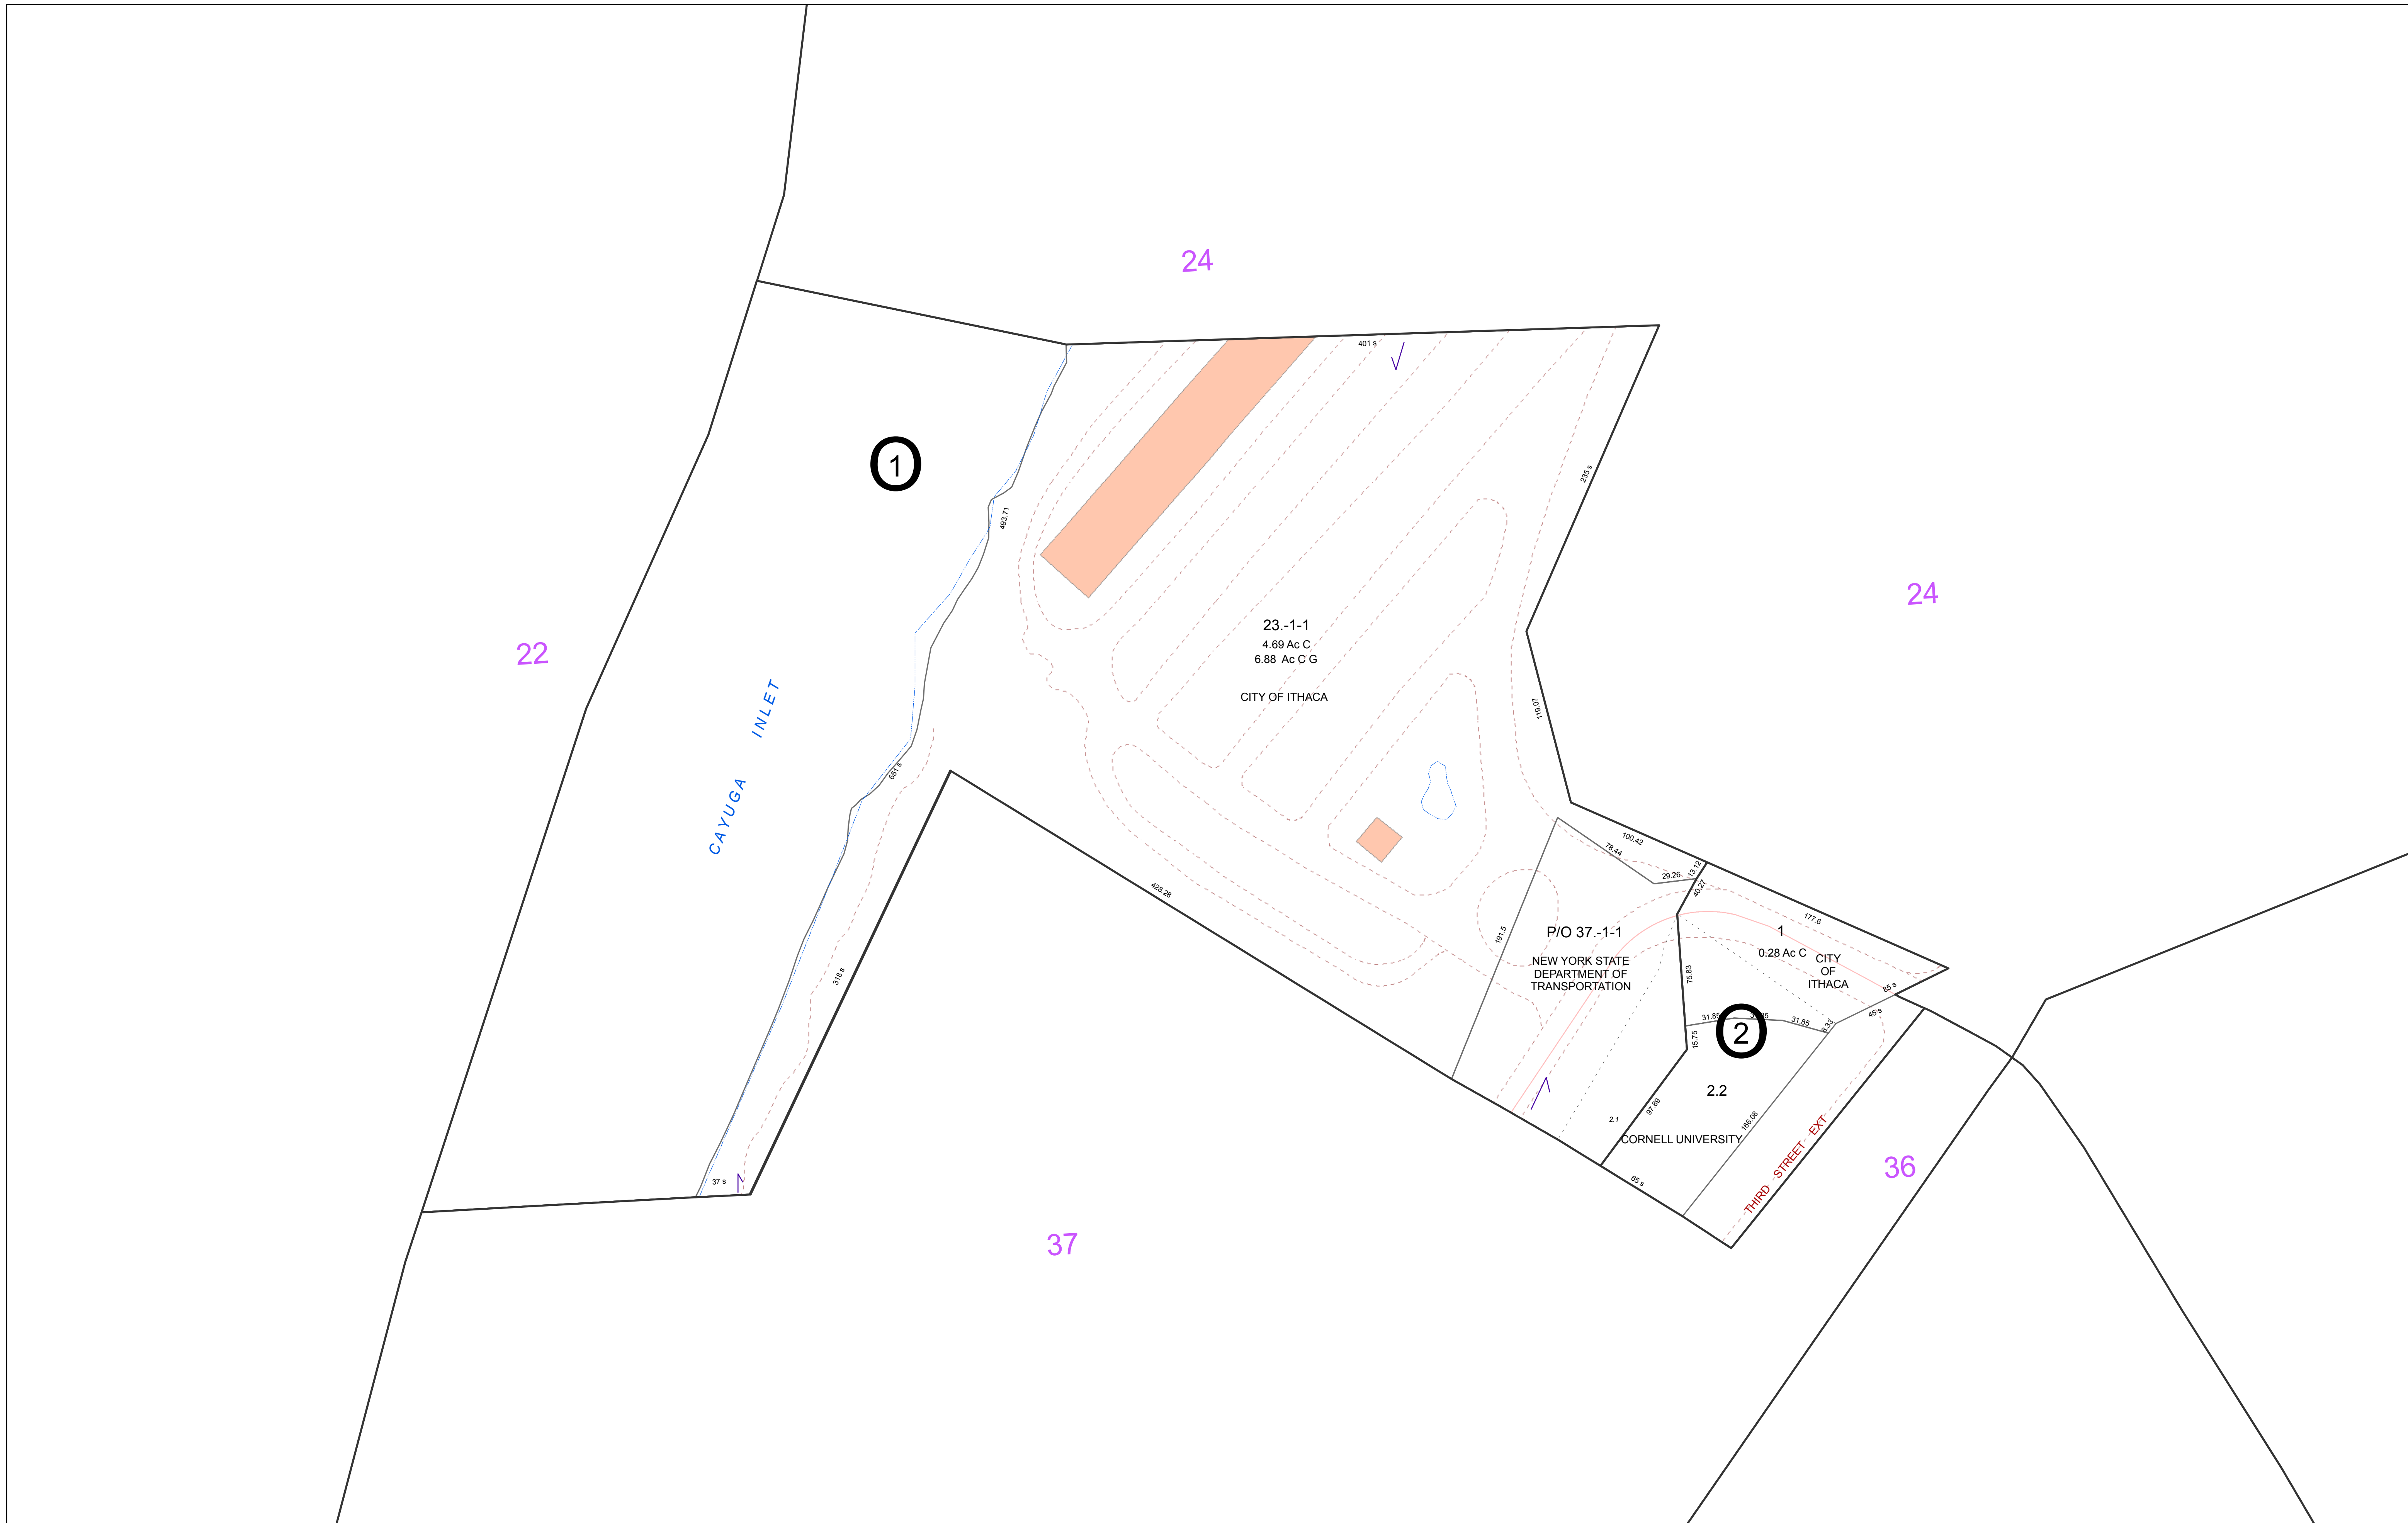 24
401 s
1
235 s
493.71
24
23.-1-1
4.69 Ac C
6.88 Ac C G
CITY OF ITHACA
22
CAYUGA INLET
119.07
651 s
100.42
78.44
29.26
13.12
40.27
428.28
177.6
191.5
P/O 37.-1-1
NEW YORK STATE
DEPARTMENT OF
TRANSPORTATION
1
0.28 Ac C
CITY
OF
ITHACA
318 s
75.83
85 s
45 s
31.85
31.85
8.33
2
15.75
2.2
97.89
2.1
166.08
CORNELL UNIVERSITY
THIRD STREET EXT
36
37 s
65 s
37